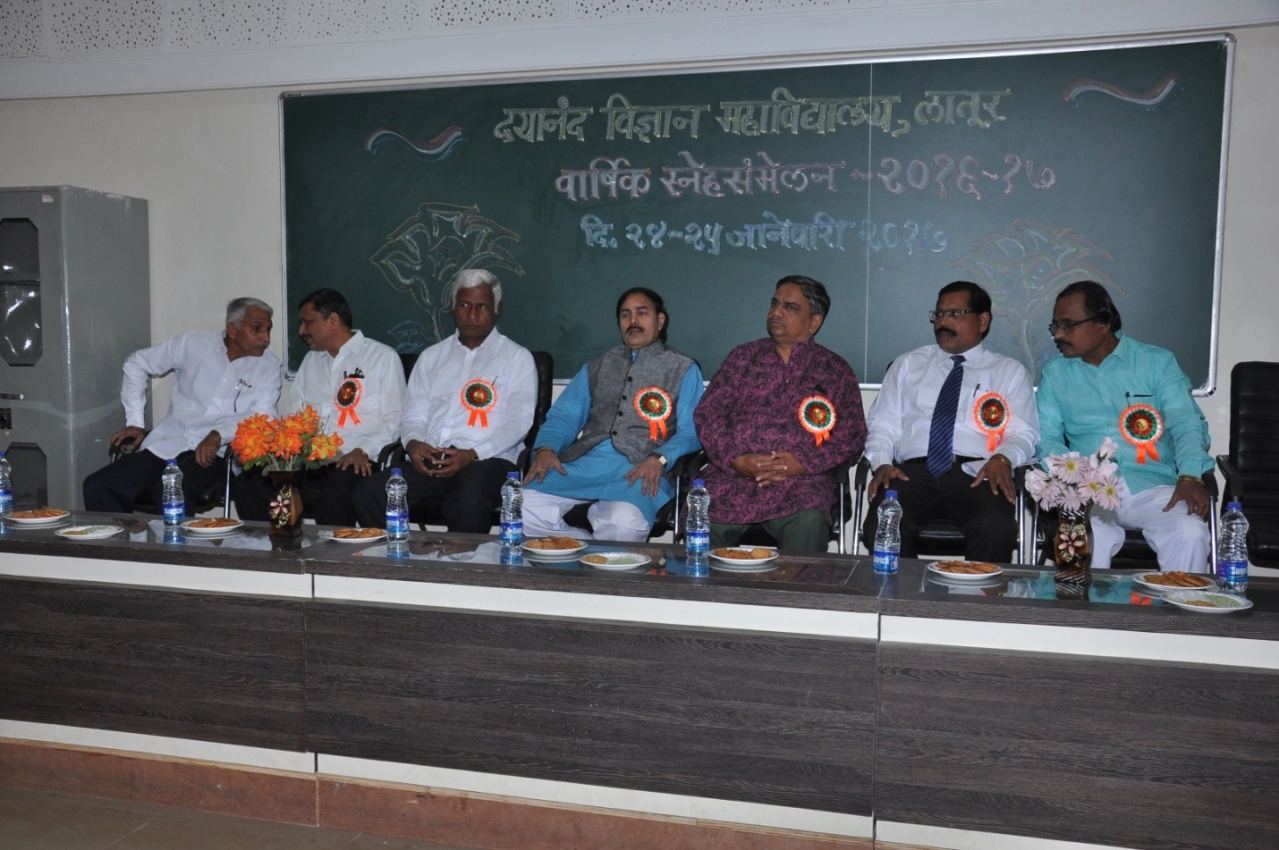 दयानंद विज्ञान महाविद्यालय, लातूर
वार्षिक स्नेहसंमेलन - २०१६-१७
दि. २४-२५ जानेवारी २०१७